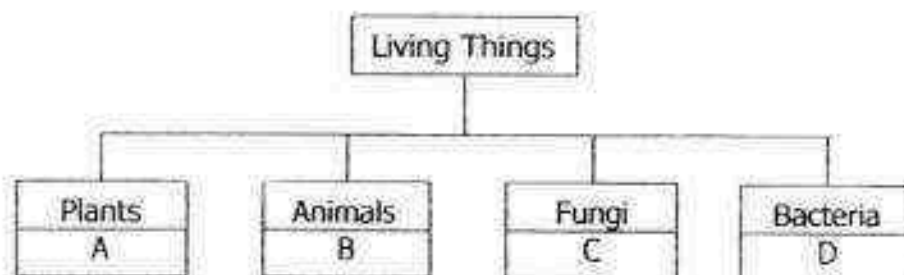 Living Things
Plants
A
Animals
B
Fungi
C
Bacteria
D